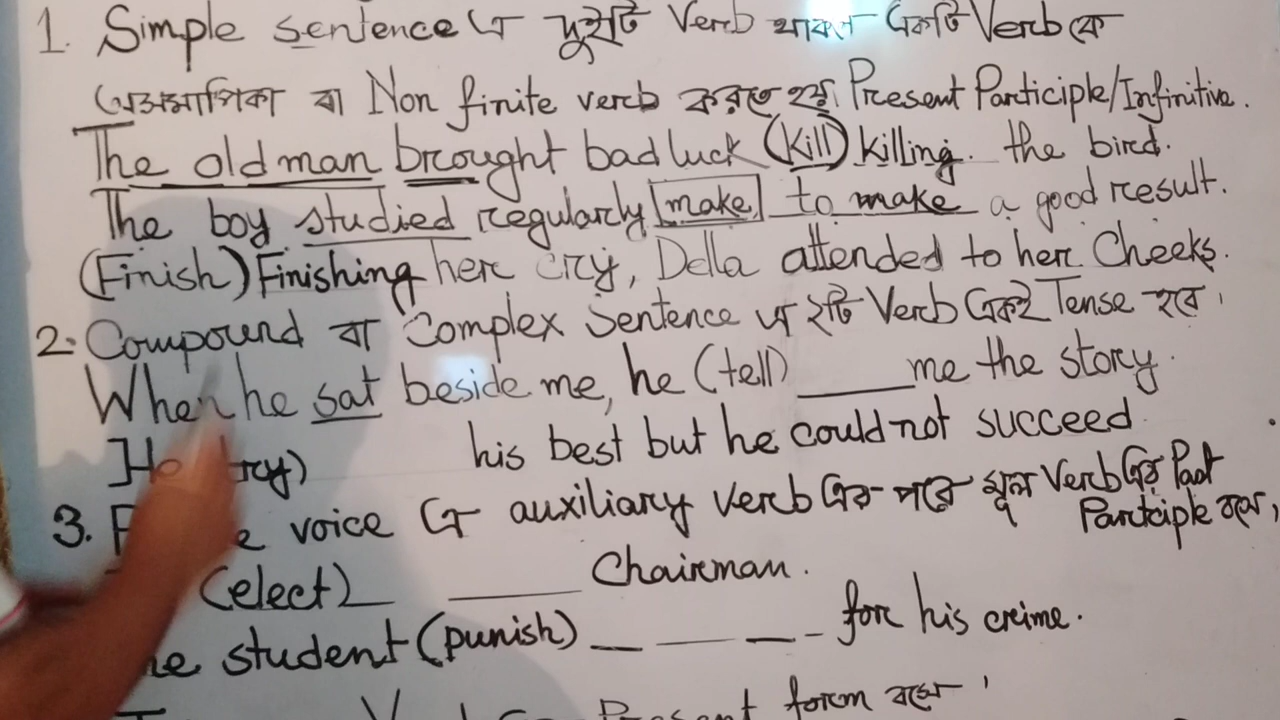 1. Simple sentence এ দুইটি Verb থাকলে একটি Verb কে
অসমাপিকা বা Non finite verb করতে হয়। Present Participle/Infinitive.
The old man brought bad luck (kill) killing. the bird.
The boy studied regularly make to make a good result.
(Finish) Finishing her cry, Della attended to her Cheeks.
2. Compound বা Complex Sentence এ ২টি Verb একই Tense হবে।
When he sat beside me, he (tell) ____ me the story.
He his best but he could not succeed
3. voice এ auxiliary verb এর পরে মূল Verb এর Past Participle বসে,
(elect) ____ Chairman.
student (punish) ____ for his crime.
form বসে।